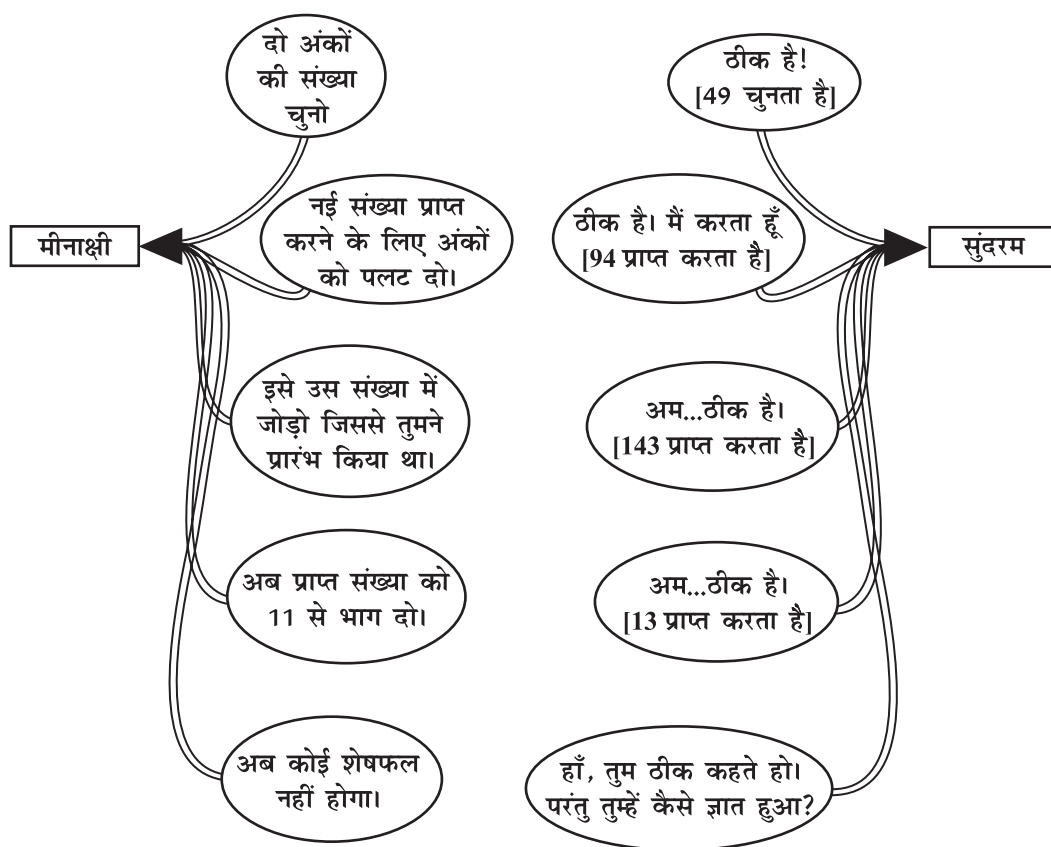 दो अंकों
की संख्या
चुनो
ठीक है!
[49 चुनता है]
मीनाक्षी
नई संख्या प्राप्त
करने के लिए अंकों
को पलट दो।
ठीक है। मैं करता हूँ
[94 प्राप्त करता है]
सुंदरम
इसे उस संख्या में
जोड़ो जिससे तुमने
प्रारंभ किया था।
अम...ठीक है।
[143 प्राप्त करता है]
अब प्राप्त संख्या को
11 से भाग दो।
अम...ठीक है।
[13 प्राप्त करता है]
अब कोई शेषफल
नहीं होगा।
हाँ, तुम ठीक कहते हो।
परंतु तुम्हें कैसे ज्ञात हुआ?